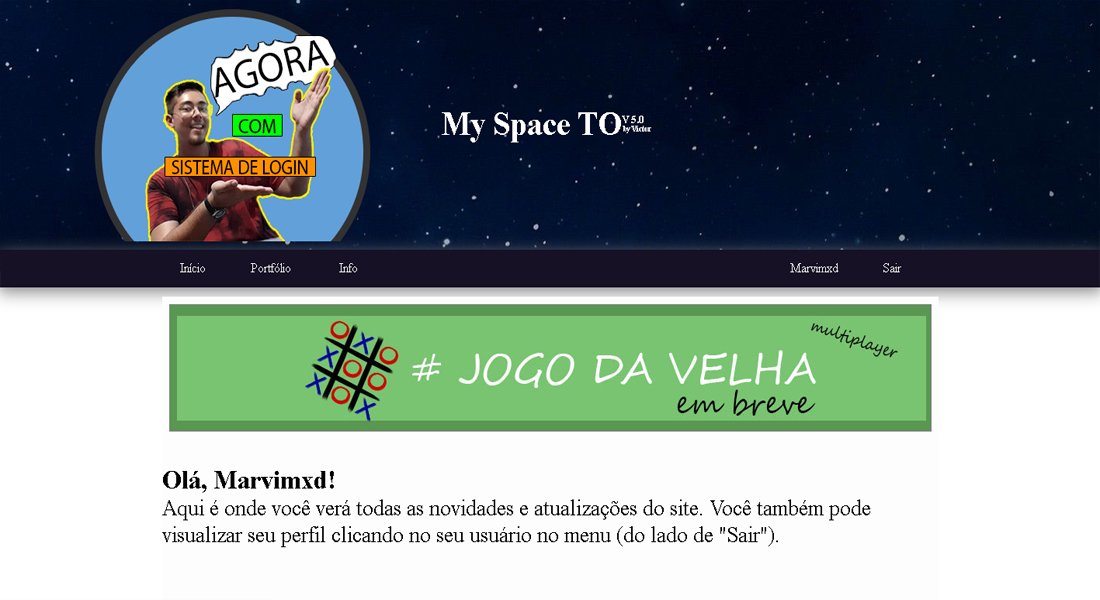 AGORA
COM
SISTEMA DE LOGIN
My Space TO V 5.0
by Victor
Início Portfólio Info Marvimxd Sair
multiplayer
# JOGO DA VELHA
em breve
Olá, Marvimxd!
Aqui é onde você verá todas as novidades e atualizações do site. Você também pode
visualizar seu perfil clicando no seu usuário no menu (do lado de "Sair").